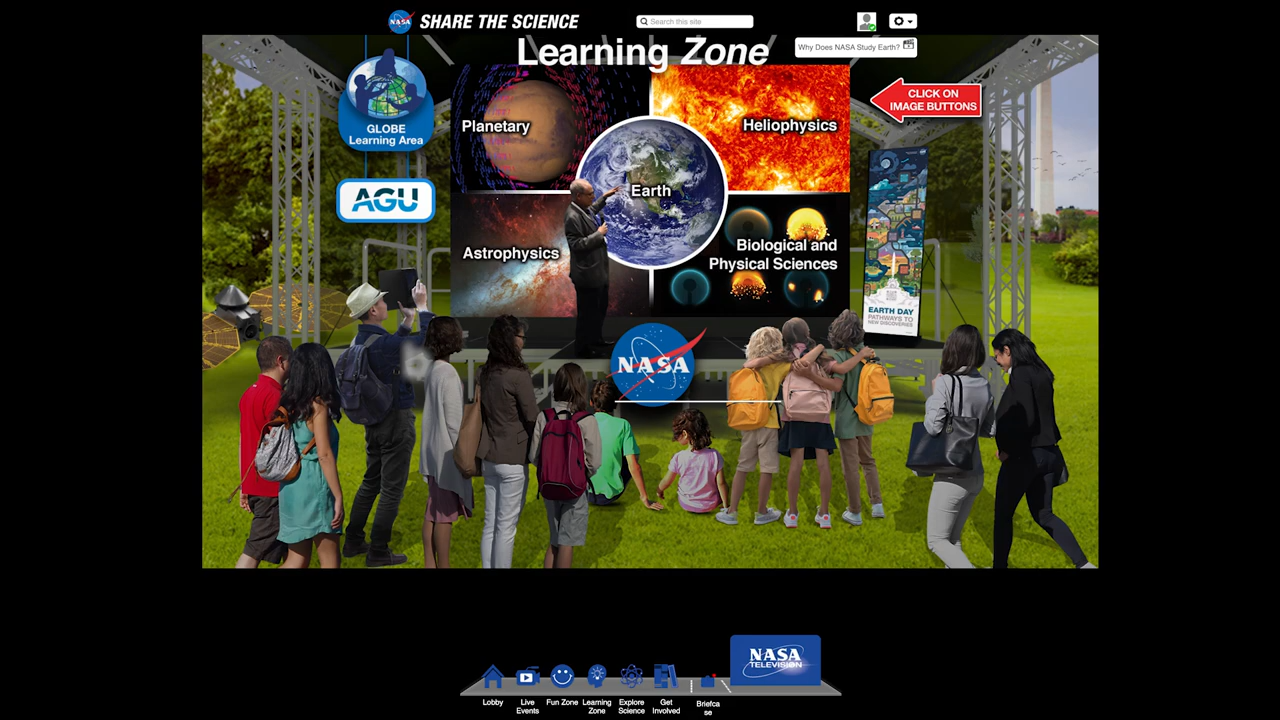 NASA SHARE THE SCIENCE
Search this site
Learning Zone
Why Does NASA Study Earth?
CLICK ON
IMAGE BUTTONS
GLOBE
Learning Area
AGU
Planetary
Heliophysics
Earth
Astrophysics
Biological and
Physical Sciences
EARTH DAY
PATHWAYS TO
NEW DISCOVERIES
NASA
NASA
TELEVISION
Lobby
Live
Events
Fun Zone
Learning
Zone
Explore
Science
Get
Involved
Briefca
se